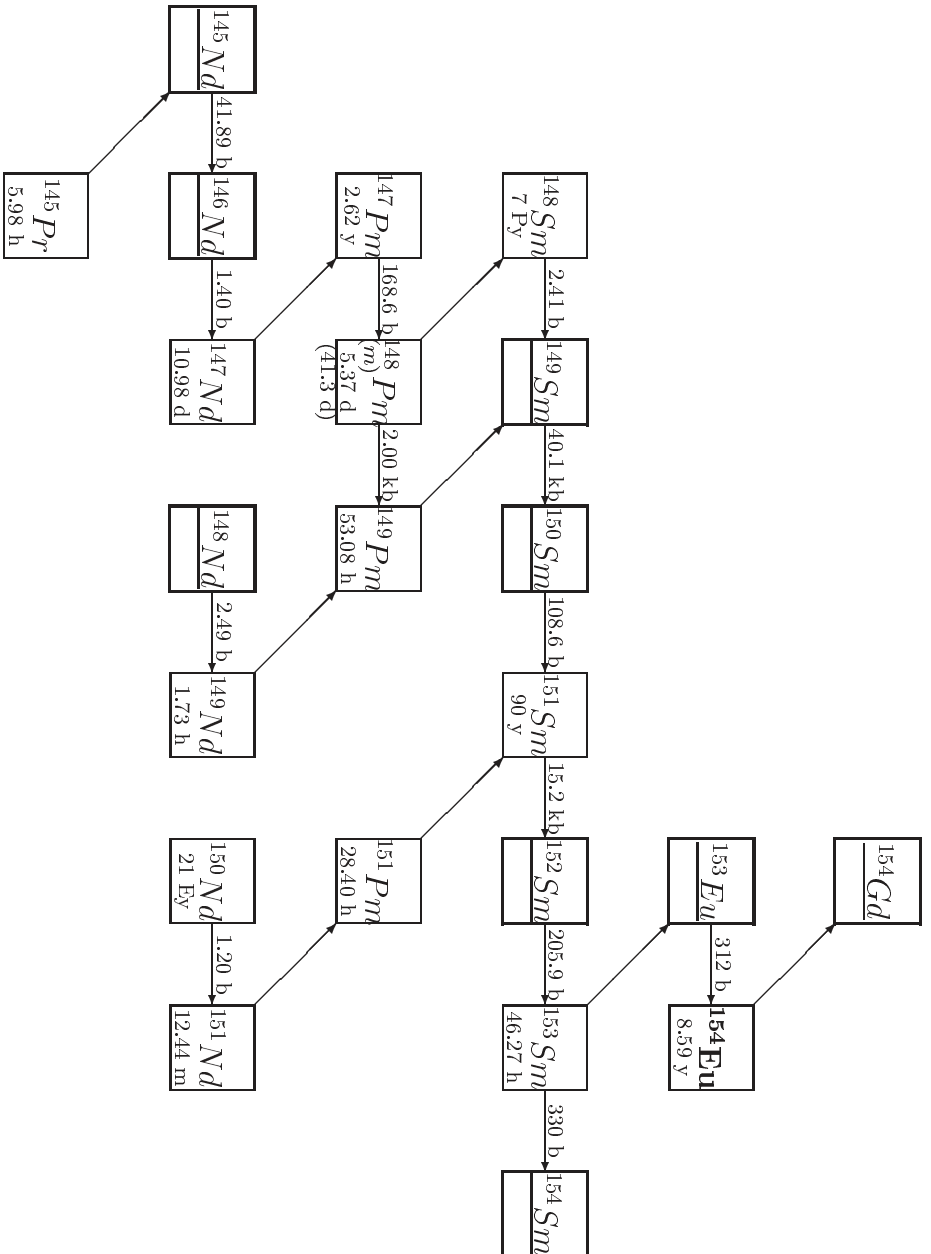 ¹⁵⁴Gd
¹⁵³Eu
312 b
¹⁵⁴Eu
8.59 y
¹⁴⁸Sm
7 Py
2.41 b
¹⁴⁹Sm
40.1 kb
¹⁵⁰Sm
108.6 b
¹⁵¹Sm
90 y
15.2 kb
¹⁵²Sm
205.9 b
¹⁵³Sm
46.27 h
330 b
¹⁵⁴Sm
¹⁴⁷Pm
2.62 y
168.6 b
¹⁴⁸Pm
(m)
5.37 d
(41.3 d)
2.00 kb
¹⁴⁹Pm
53.08 h
¹⁵¹Pm
28.40 h
¹⁴⁵Nd
41.89 b
¹⁴⁶Nd
1.40 b
¹⁴⁷Nd
10.98 d
¹⁴⁸Nd
2.49 b
¹⁴⁹Nd
1.73 h
¹⁵⁰Nd
21 Ey
1.20 b
¹⁵¹Nd
12.44 m
¹⁴⁵Pr
5.98 h